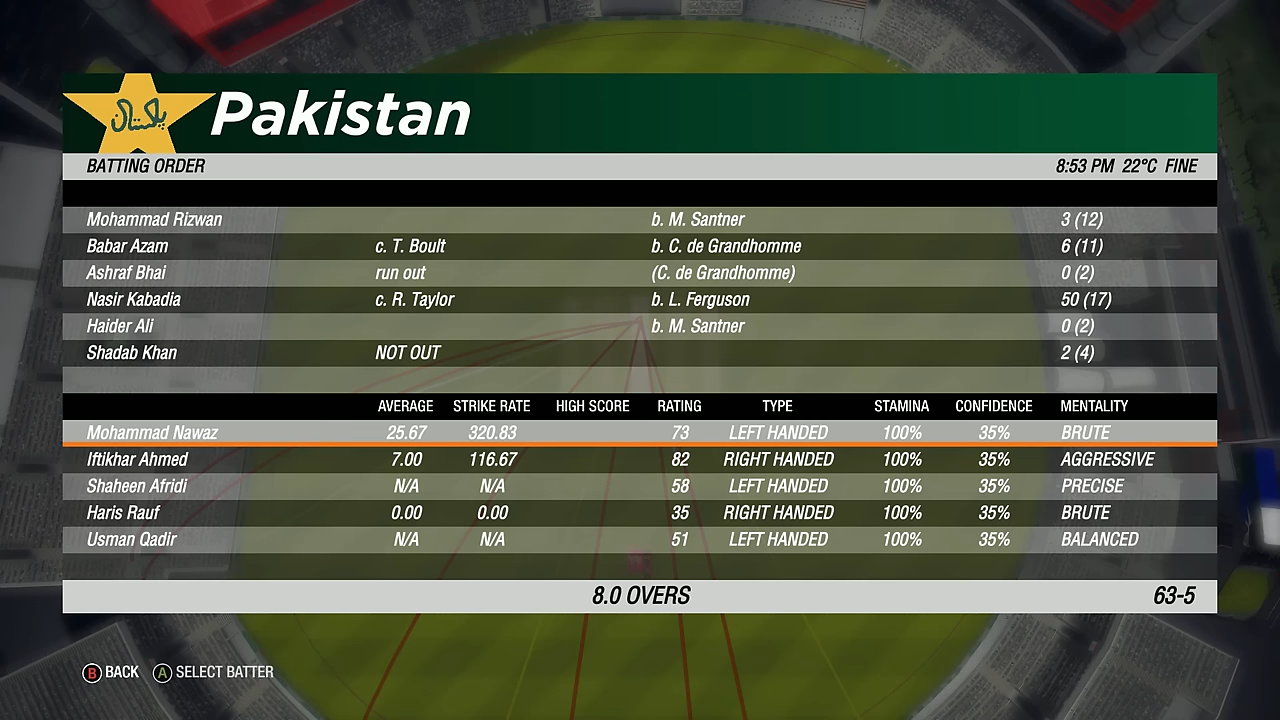 پاکستان
Pakistan
BATTING ORDER 8:53 PM 22°C FINE
Mohammad Rizwan b. M. Santner 3 (12)
Babar Azam c. T. Boult b. C. de Grandhomme 6 (11)
Ashraf Bhai run out (C. de Grandhomme) 0 (2)
Nasir Kabadia c. R. Taylor b. L. Ferguson 50 (17)
Haider Ali b. M. Santner 0 (2)
Shadab Khan NOT OUT 2 (4)
AVERAGE STRIKE RATE HIGH SCORE RATING TYPE STAMINA CONFIDENCE MENTALITY
Mohammad Nawaz 25.67 320.83 73 LEFT HANDED 100% 35% BRUTE
Iftikhar Ahmed 7.00 116.67 82 RIGHT HANDED 100% 35% AGGRESSIVE
Shaheen Afridi N/A N/A 58 LEFT HANDED 100% 35% PRECISE
Haris Rauf 0.00 0.00 35 RIGHT HANDED 100% 35% BRUTE
Usman Qadir N/A N/A 51 LEFT HANDED 100% 35% BALANCED
8.0 OVERS 63-5
B BACK A SELECT BATTER